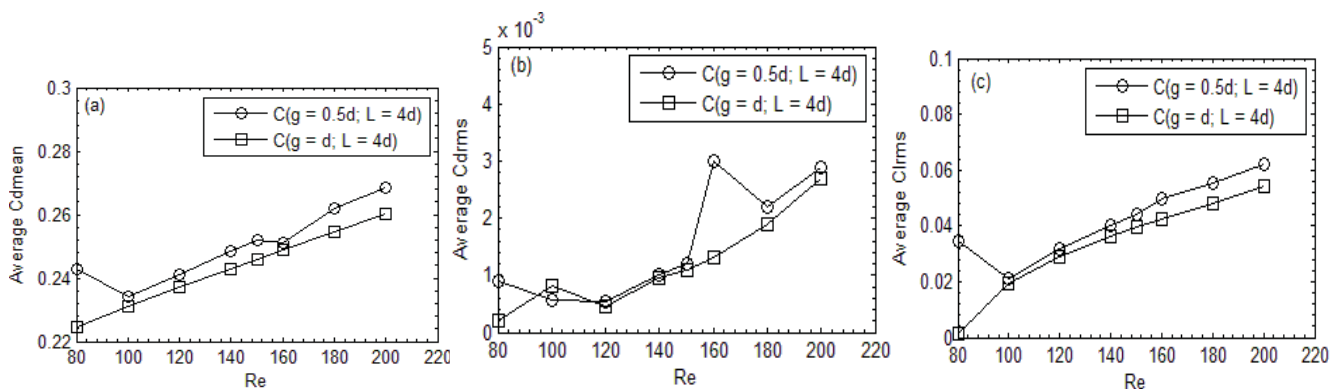 (a)
C(g = 0.5d; L = 4d)
C(g = d; L = 4d)
0.3
0.28
0.26
0.24
0.22
80 100 120 140 160 180 200 220
Average Cdmean
Re
x 10⁻³
(b)
C(g = 0.5d; L = 4d)
C(g = d; L = 4d)
5
4
3
2
1
0
80 100 120 140 160 180 200 220
Average Cdrms
Re
(c)
C(g = 0.5d; L = 4d)
C(g = d; L = 4d)
0.1
0.08
0.06
0.04
0.02
0
80 100 120 140 160 180 200 220
Average Clrms
Re